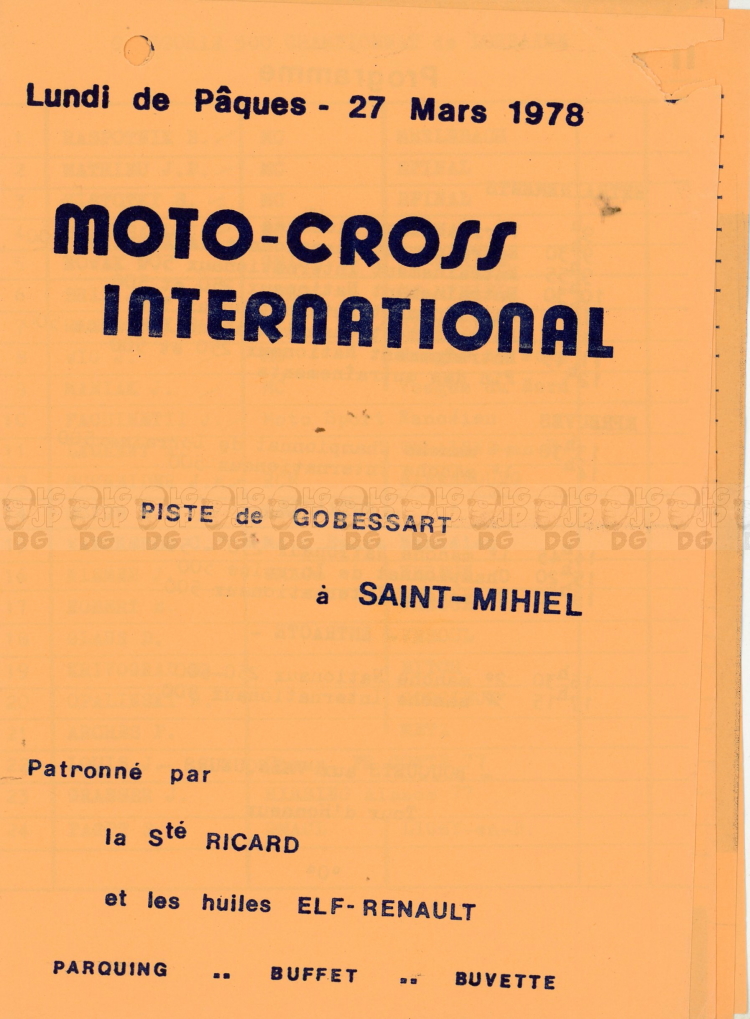 Lundi de Pâques - 27 Mars 1978
MOTO-CROSS
INTERNATIONAL
PISTE de GOBESSART
à SAINT-MIHIEL
Patronné par
la Sté RICARD
et les huiles ELF-RENAULT
PARQUING .. BUFFET .. BUVETTE